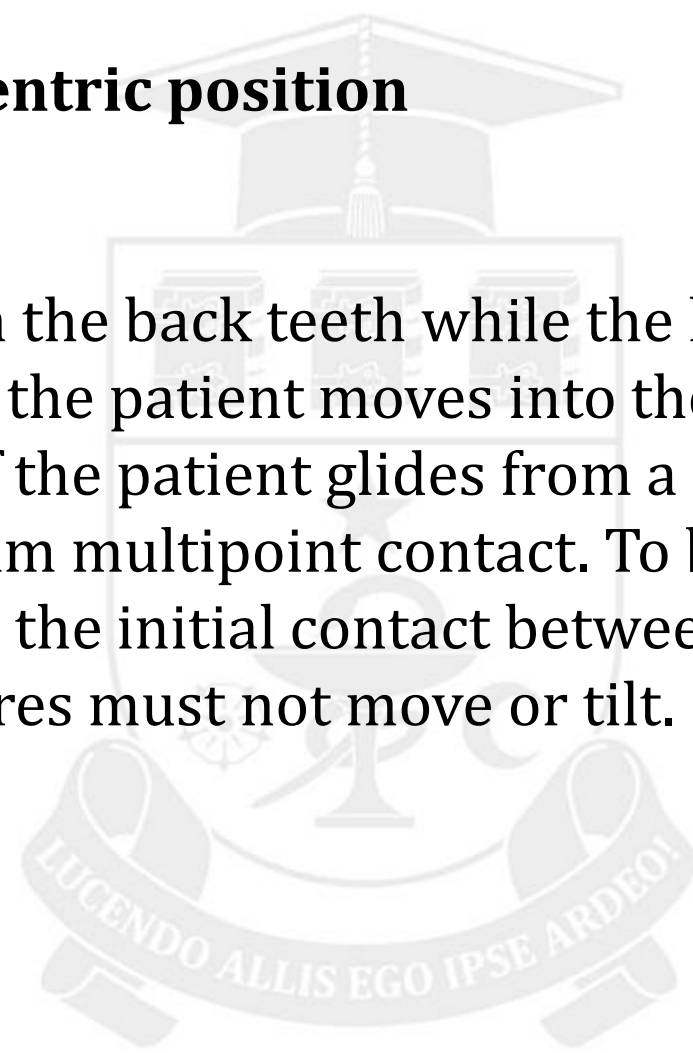 entric position
the back teeth while the
the patient moves into the
the patient glides from a
m multipoint contact. To b
the initial contact betwee
res must not move or tilt.
LUCENDO ALLIS EGO IPSE ARDEO!